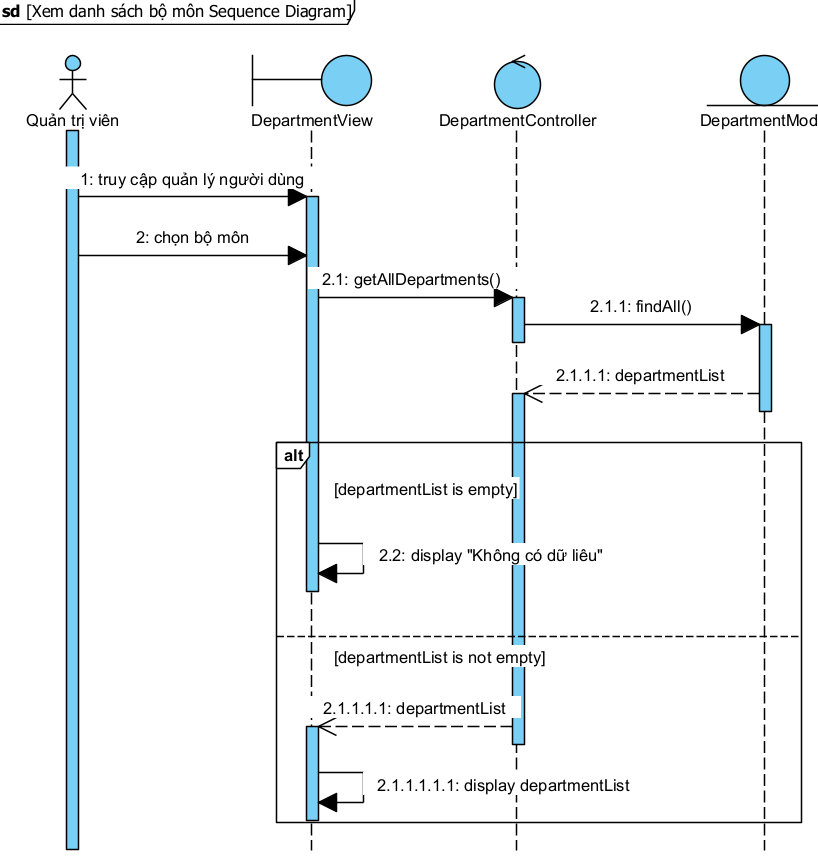 sd [Xem danh sách bộ môn Sequence Diagram]
Quản trị viên
DepartmentView
DepartmentController
DepartmentMod
1: truy cập quản lý người dùng
2: chọn bộ môn
2.1: getAllDepartments()
2.1.1: findAll()
2.1.1.1: departmentList
alt
[departmentList is empty]
2.2: display "Không có dữ liêu"
[departmentList is not empty]
2.1.1.1.1: departmentList
2.1.1.1.1.1: display departmentList